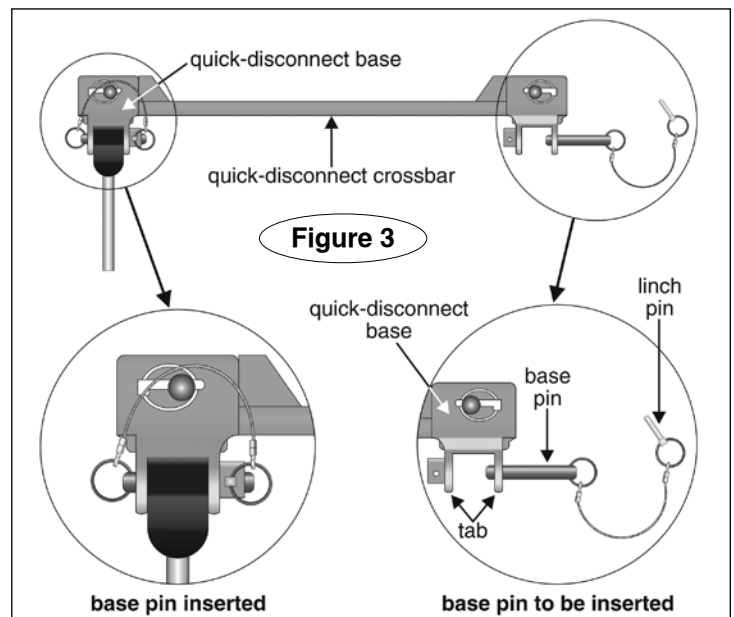 quick-disconnect base
quick-disconnect crossbar
Figure 3
quick-disconnect
base
base
pin
linch
pin
tab
base pin inserted
base pin to be inserted